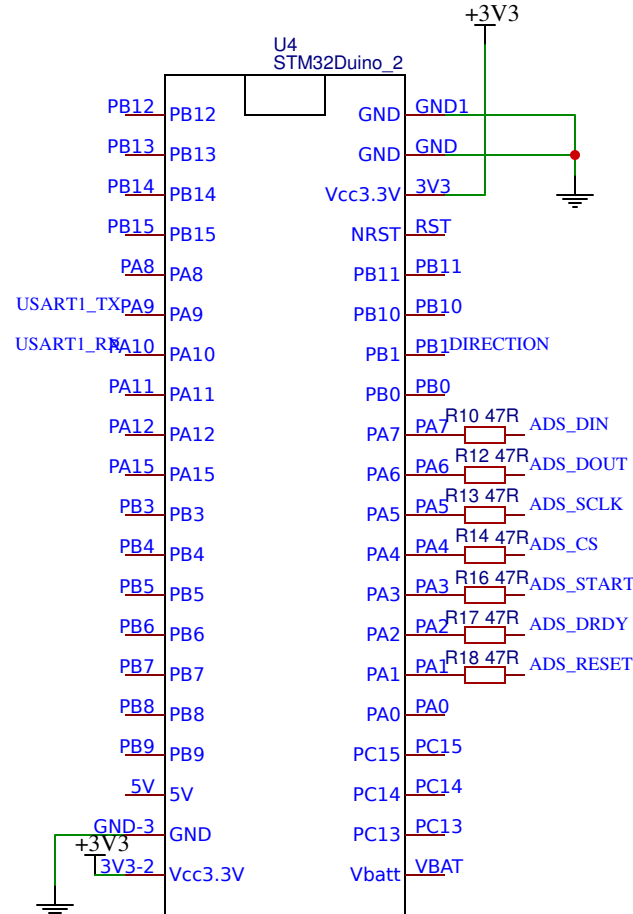 +3V3
U4
STM32Duino_2
PB12 PB12 GND GND1
PB13 PB13 GND GND
PB14 PB14 Vcc3.3V 3V3
PB15 PB15 NRST RST
PA8 PA8 PB11 PB11
USART1_TX PA9 PA9 PB10 PB10
USART1_RX PA10 PA10 PB1 PB1 DIRECTION
PA11 PA11 PB0 PB0
PA12 PA12 PA7 PA7 R10 47R ADS_DIN
PA15 PA15 PA6 PA6 R12 47R ADS_DOUT
PB3 PB3 PA5 PA5 R13 47R ADS_SCLK
PB4 PB4 PA4 PA4 R14 47R ADS_CS
PB5 PB5 PA3 PA3 R16 47R ADS_START
PB6 PB6 PA2 PA2 R17 47R ADS_DRDY
PB7 PB7 PA1 PA1 R18 47R ADS_RESET
PB8 PB8 PA0 PA0
PB9 PB9 PC15 PC15
5V 5V PC14 PC14
GND-3 GND PC13 PC13
+3V3
3V3-2 Vcc3.3V Vbatt VBAT